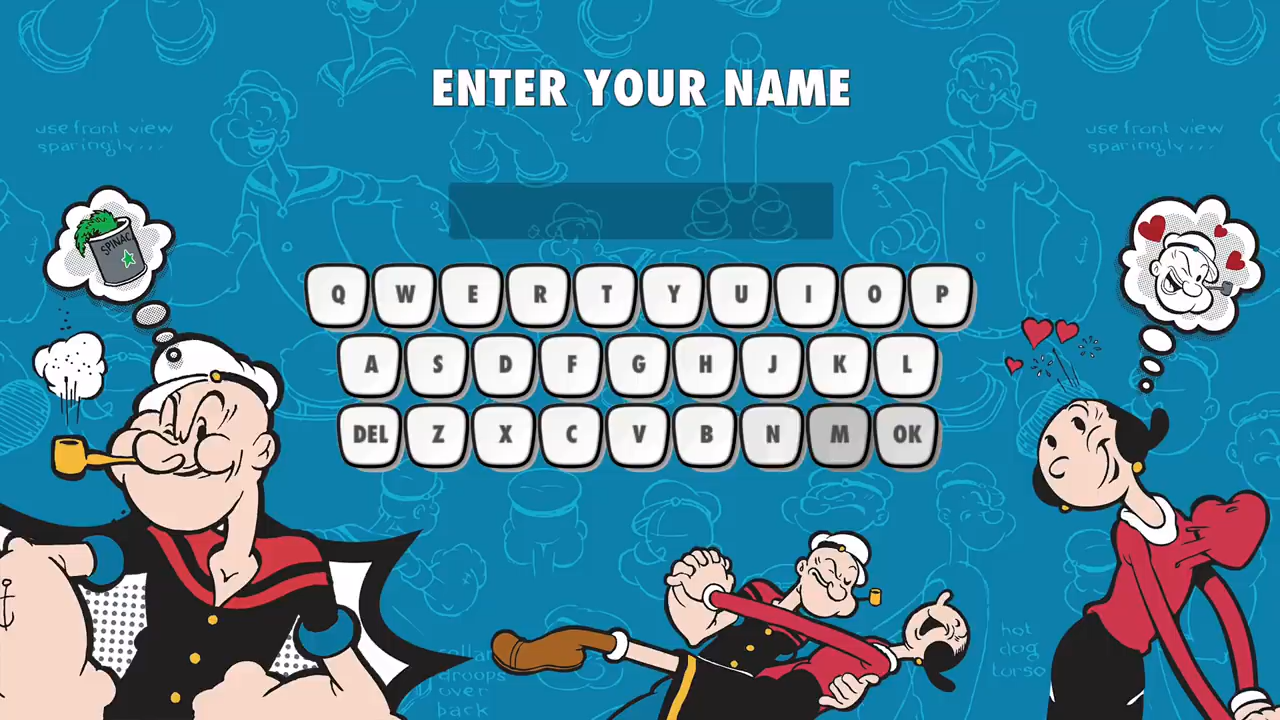 ENTER YOUR NAME
use front view
sparingly...
use front view
sparingly...
SPINAC
Q W E R T Y U I O P
A S D F G H J K L
DEL Z X C V B N M OK
collar
droops
over
back
hot
dog
torso